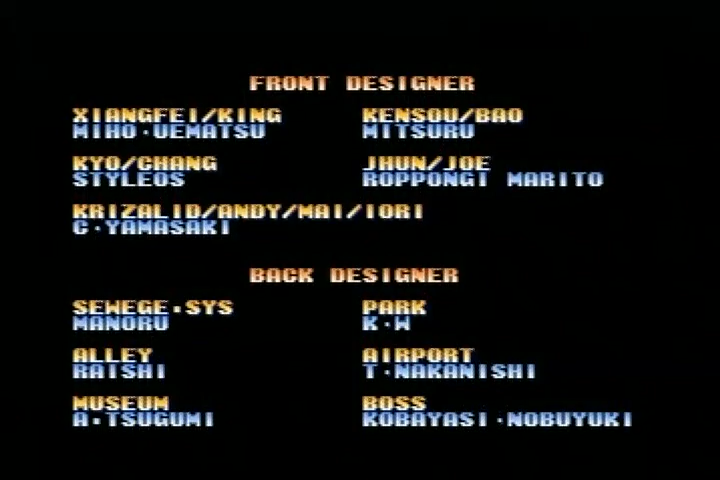 FRONT DESIGNER
XIANGFEI/KING
MIHO・UEMATSU
KENSOU/BAO
MITSURU
KYO/CHANG
STYLEOS
JHUN/JOE
ROPPONGI MARITO
KRIZALID/ANDY/MAI/IORI
C・YAMASAKI
BACK DESIGNER
SEWEGE.SYS
MANORU
PARK
K・W
ALLEY
RAISHI
AIRPORT
T・NAKANISHI
MUSEUM
A.TSUGUMI
BOSS
KOBAYASI・NOBUYUKI